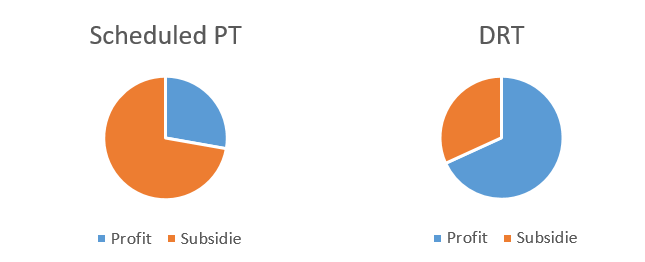 Scheduled PT
DRT
Profit Subsidie
Profit Subsidie